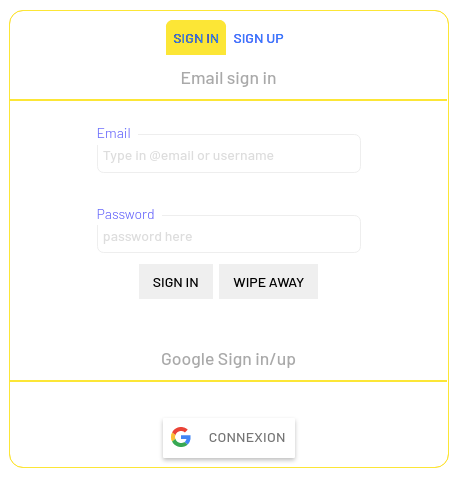 SIGN IN SIGN UP
Email sign in
Email
Type in @email or username
Password
password here
SIGN IN WIPE AWAY
Google Sign in/up
CONNEXION